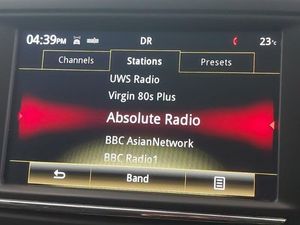 04:39PM DR 23°C
Channels Stations Presets
UWS Radio
Virgin 80s Plus
Absolute Radio
BBC AsianNetwork
BBC Radio1
Band